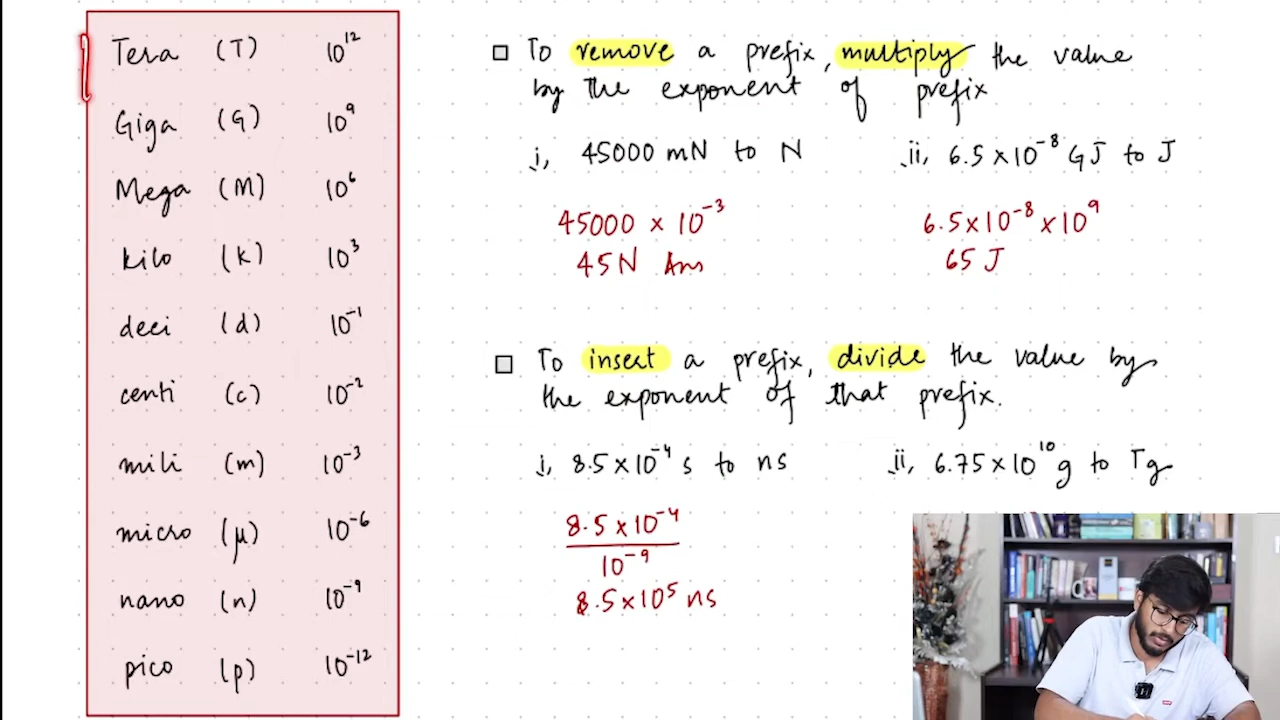 Tera (T) 10¹²
Giga (G) 10⁹
Mega (M) 10⁶
kilo (k) 10³
deci (d) 10⁻¹
centi (c) 10⁻²
mili (m) 10⁻³
micro (μ) 10⁻⁶
nano (n) 10⁻⁹
pico (p) 10⁻¹²
To remove a prefix, multiply the value
by the exponent of prefix
i, 45000 mN to N
45000 × 10⁻³
45N Ans
ii, 6.5×10⁻⁸ GJ to J
6.5×10⁻⁸ × 10⁹
65 J
To insert a prefix, divide the value by
the exponent of that prefix.
i, 8.5×10⁻⁴ s to ns
8.5×10⁻⁴
10⁻⁹
8.5×10⁵ ns
ii, 6.75×10¹⁰ g to Tg